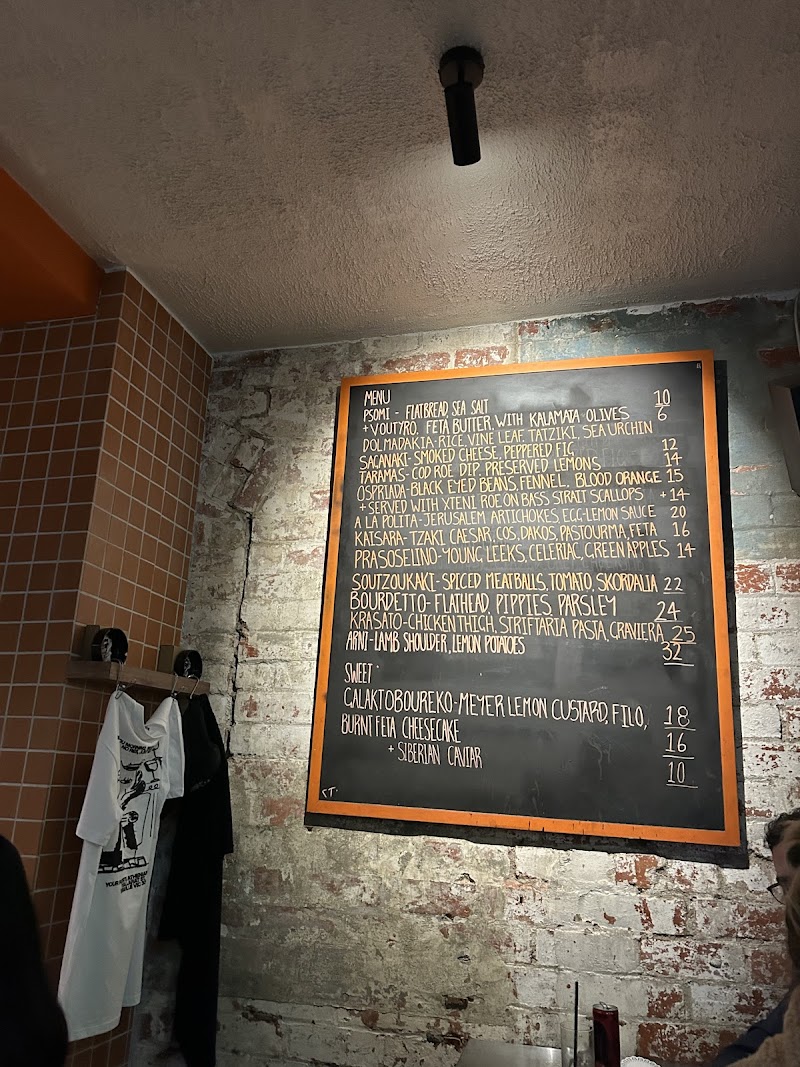 MENU
PSOMI - FLATBREAD SEA SALT 10
+ VOUTYRO, FETA BUTTER WITH KALAMATA OLIVES 6
DOLMADAKIA - RICE, VINE LEAF, TATZIKI, SEA URCHIN
SAGANAKI - SMOKED CHEESE, PEPPERED FIG 12
TARAMAS - COD ROE DIP, PRESERVED LEMONS 14
OSPRIADA - BLACK EYED BEANS, FENNEL, BLOOD ORANGE 15
+ SERVED WITH XTENI ROE ON BASS STRAIT SCALLOPS +14
A LA POLITA - JERUSALEM ARTICHOKES, EGG-LEMON SAUCE 20
KATSARA - TZAKI CAESAR, COS, DAKOS, PASTOURMA, FETA 16
PRASOSELINO - YOUNG LEEKS, CELERIAC, GREEN APPLES 14
SOUTZOUKAKI - SPICED MEATBALLS, TOMATO, SKORDALIA 22
BOURDETTO - FLATHEAD, PIPPIES, PARSLEY 24
KRASATO - CHICKEN THIGH, STRIFTARIA PASTA, GRAVIERA 25
ARNI - LAMB SHOULDER, LEMON POTATOES 32
SWEET
GALAKTOBOUREKO - MEYER LEMON CUSTARD, FILO, 18
BURNT FETA CHEESECAKE 16
+ SIBERIAN CAVIAR 10